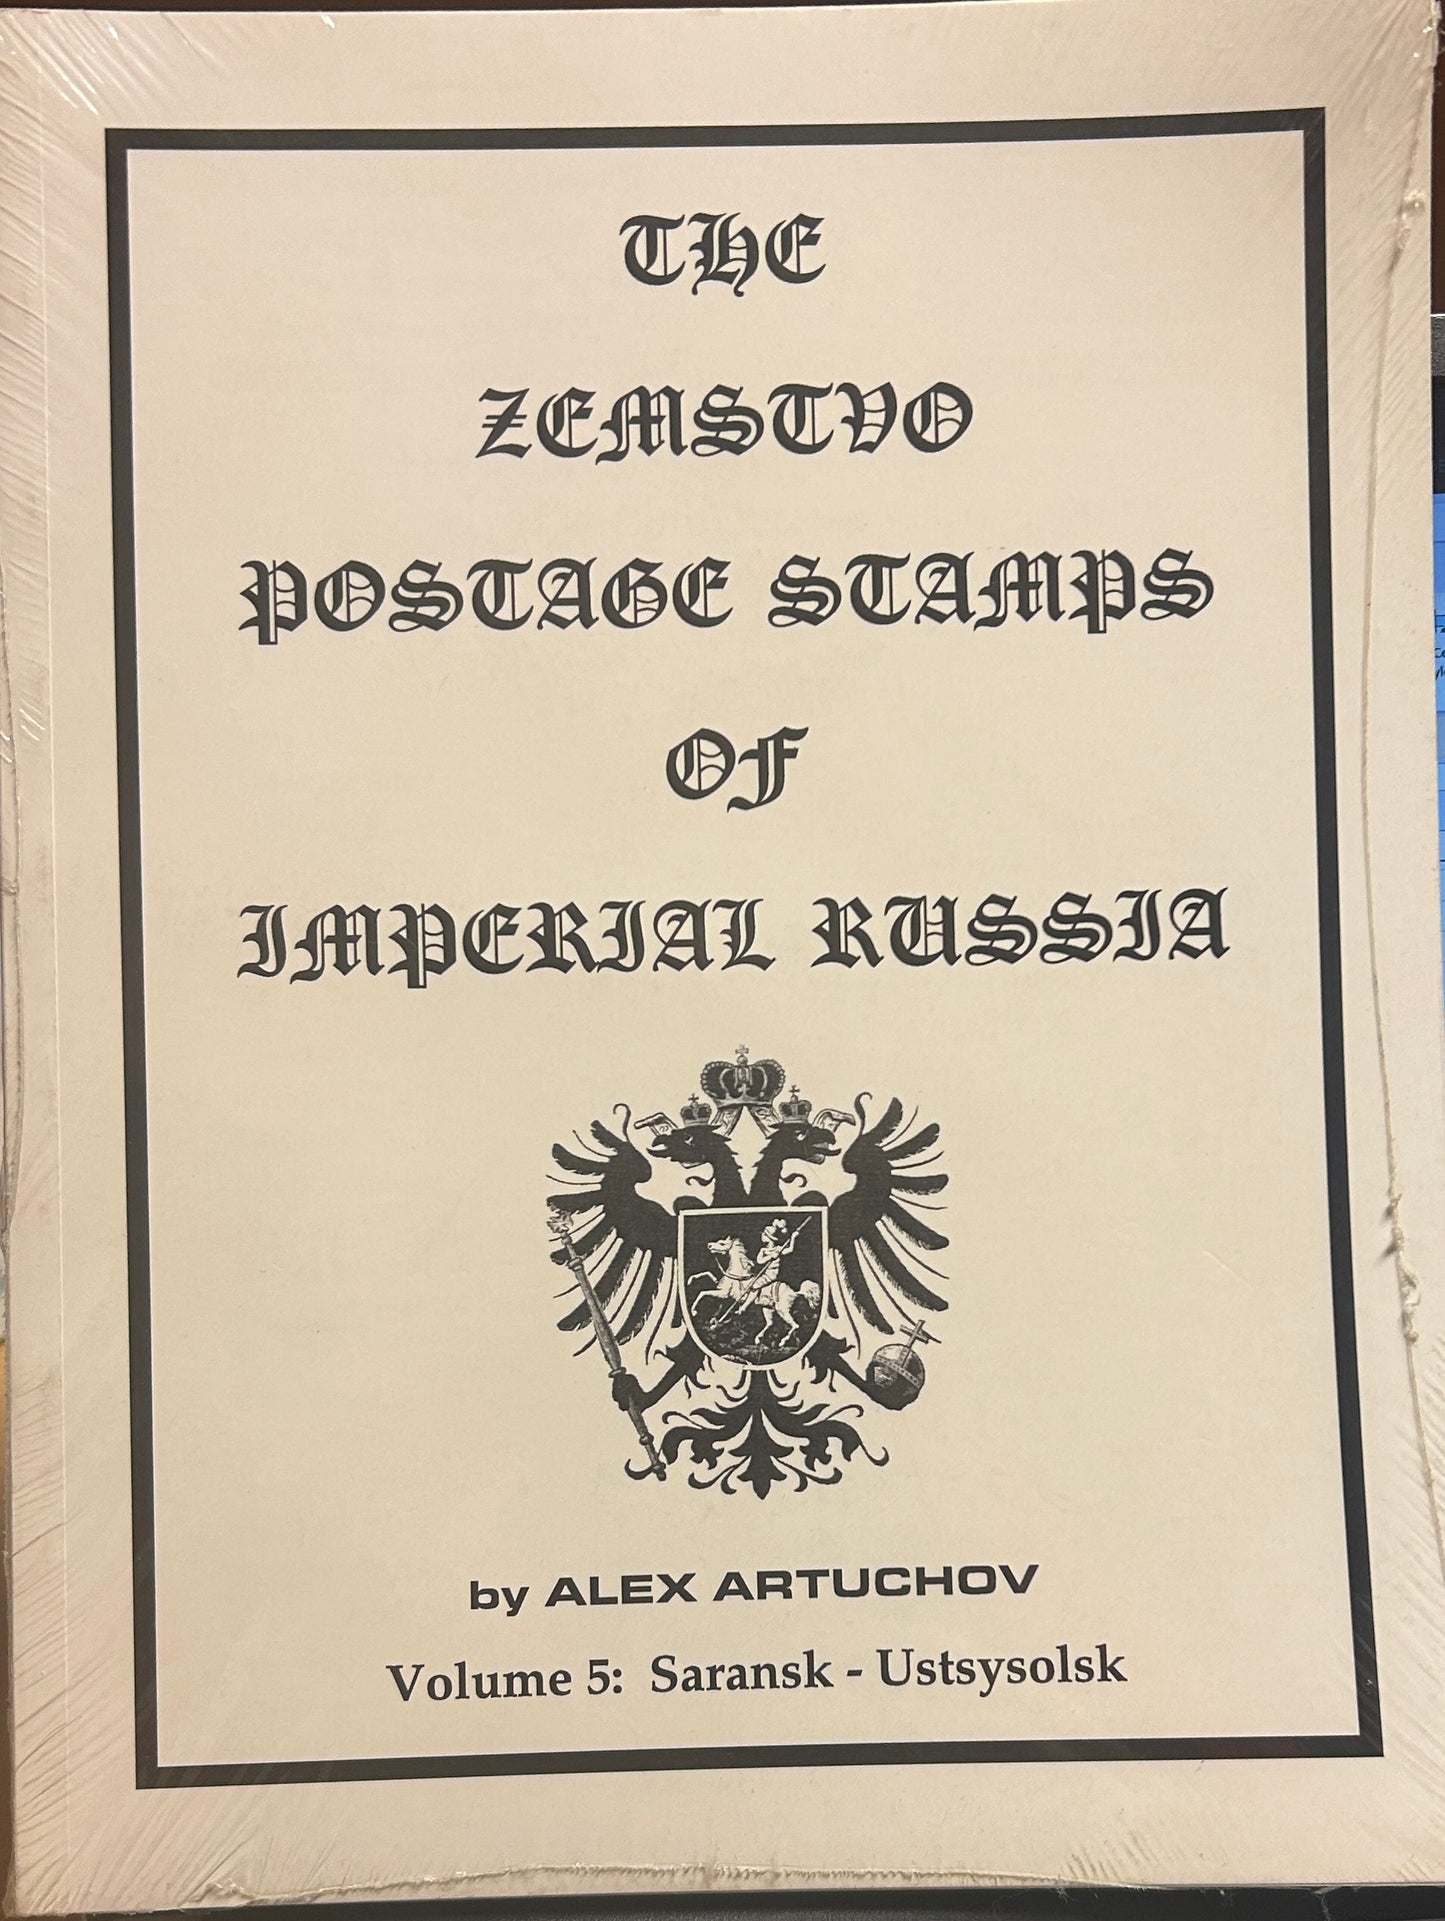 THE
ZEMSTVO
POSTAGE STAMPS
OF
IMPERIAL RUSSIA
by ALEX ARTUCHOV
Volume 5: Saransk - Ustsysolsk